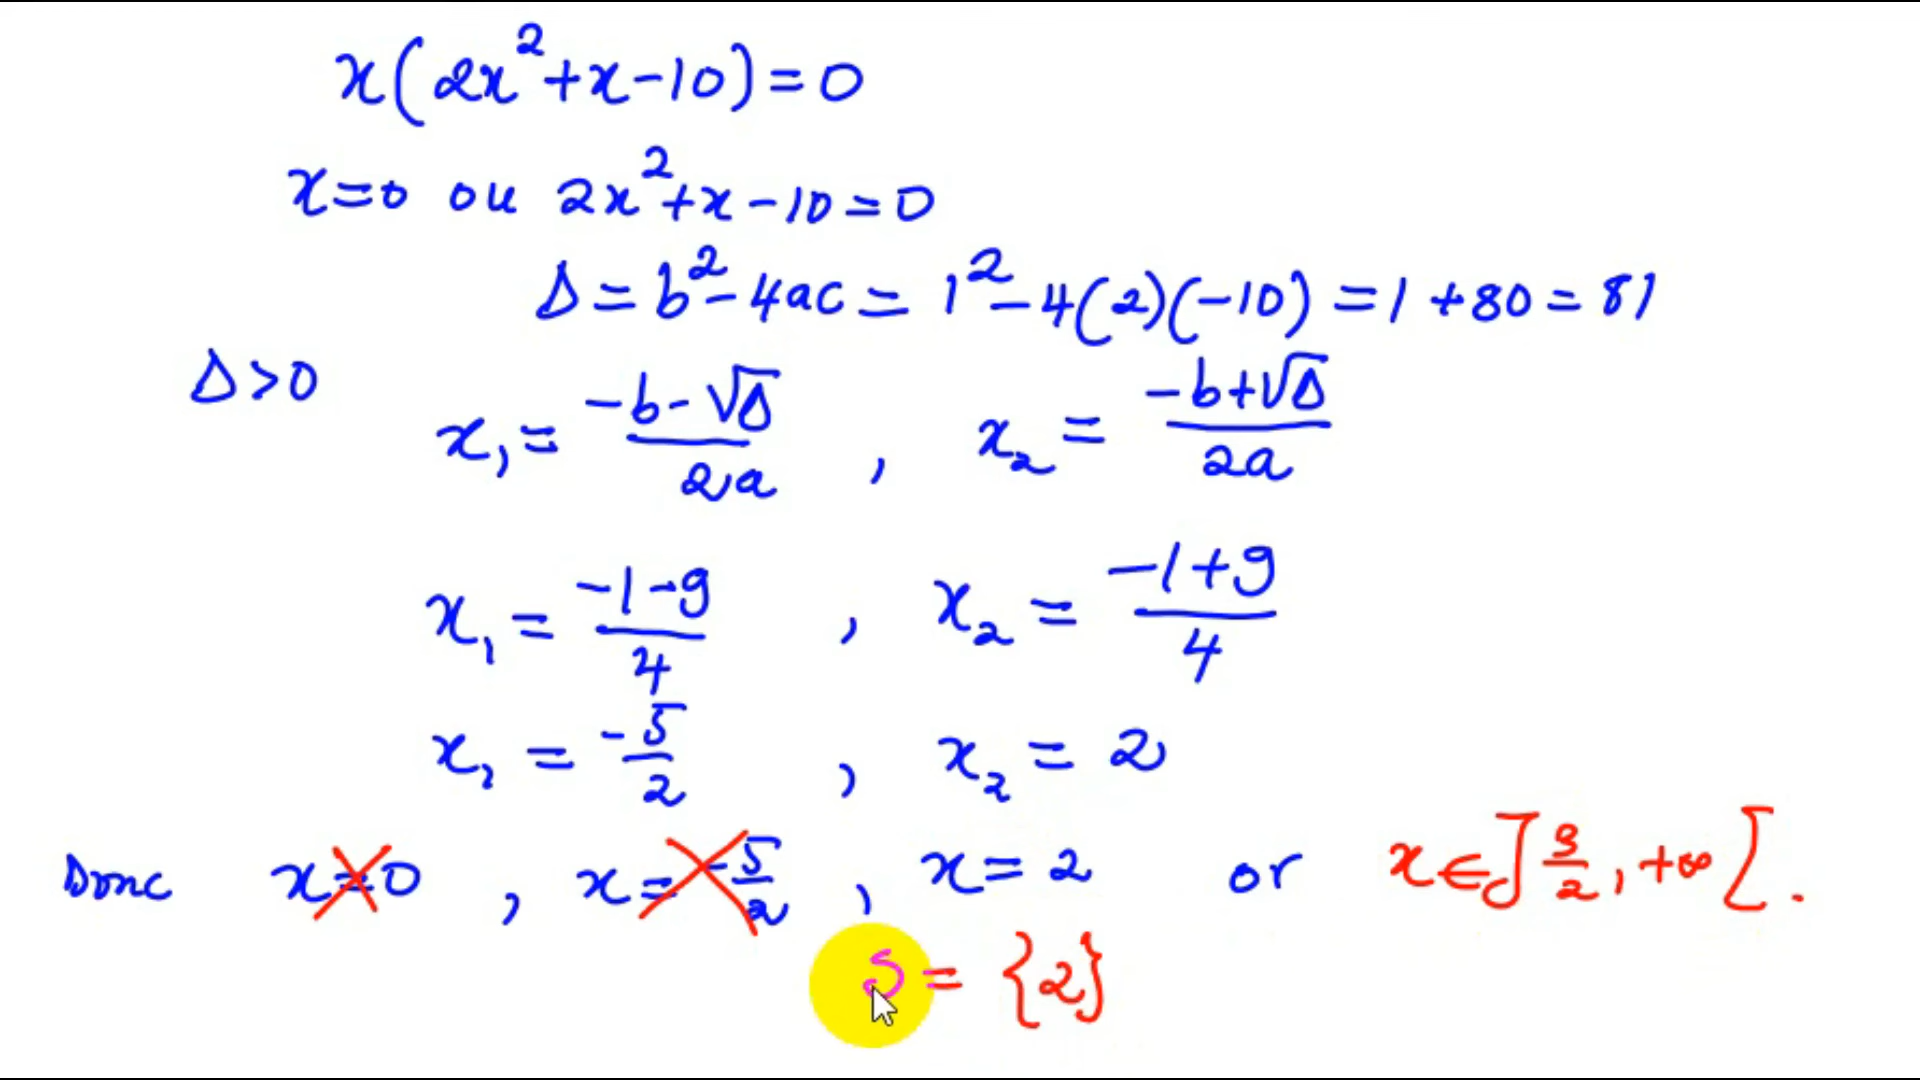 x(2x²+x-10)=0
x=0 ou 2x²+x-10=0
Δ = b²-4ac = 1²-4(2)(-10) = 1+80 = 81
Δ>0
x₁ = (-b-√Δ)/2a , x₂ = (-b+√Δ)/2a
x₁ = (-1-9)/4 , x₂ = (-1+9)/4
x₁ = -5/2 , x₂ = 2
Donc x=0 , x=-5/2 , x=2 or x∈]3/2, +∞[.
S = {2}